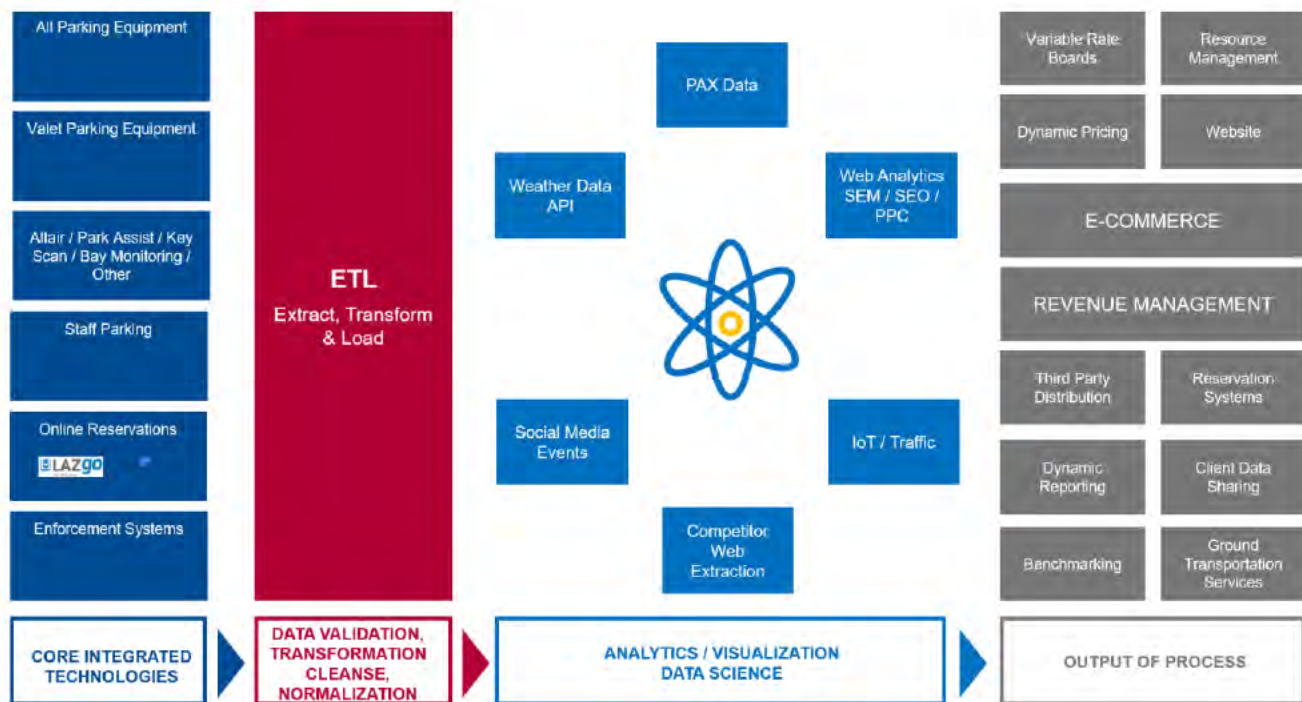 All Parking Equipment
Valet Parking Equipment
Altair / Park Assist / Key
Scan / Bay Monitoring /
Other
Staff Parking
Online Reservations
LAZgo
Enforcement Systems
CORE INTEGRATED
TECHNOLOGIES
ETL
Extract, Transform
& Load
DATA VALIDATION,
TRANSFORMATION
CLEANSE,
NORMALIZATION
PAX Data
Weather Data
API
Web Analytics
SEM / SEO /
PPC
Social Media
Events
IoT / Traffic
Competitor
Web
Extraction
ANALYTICS / VISUALIZATION
DATA SCIENCE
Variable Rate
Boards
Resource
Management
Dynamic Pricing
Website
E-COMMERCE
REVENUE MANAGEMENT
Third Party
Distribution
Reservation
Systems
Dynamic
Reporting
Client Data
Sharing
Benchmarking
Ground
Transportation
Services
OUTPUT OF PROCESS